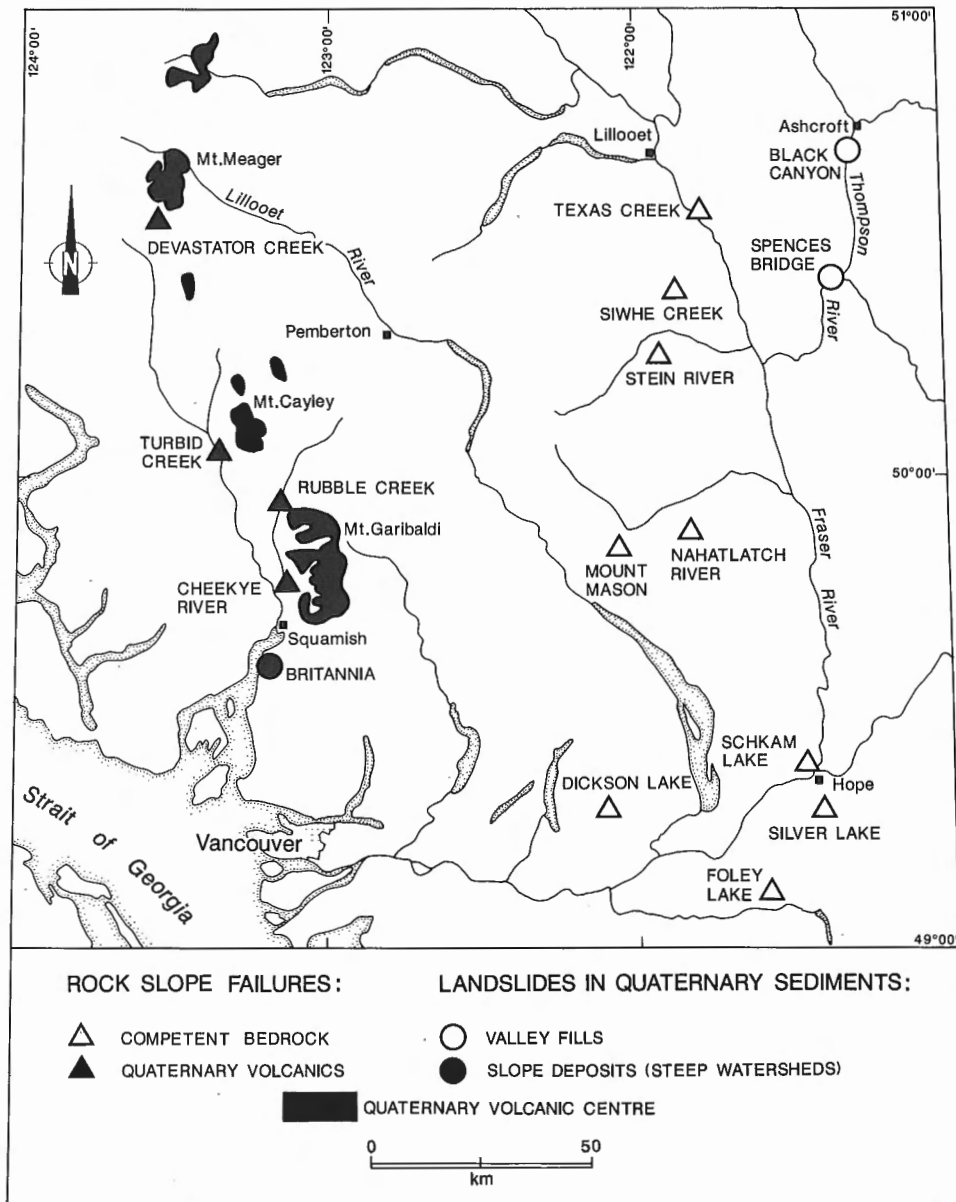 124°00'
123°00'
122°00'
51°00'
Mt.Meager
Lillooet
Ashcroft
BLACK
CANYON
Lillooet
River
TEXAS CREEK
Thompson
River
DEVASTATOR CREEK
SPENCES
BRIDGE
N
SIWHE CREEK
Pemberton
STEIN RIVER
Mt.Cayley
TURBID
CREEK
50°00'
RUBBLE CREEK
Mt.Garibaldi
Fraser
River
MOUNT
MASON
NAHATLATCH
RIVER
CHEEKYE
RIVER
Squamish
BRITANNIA
SCHKAM
LAKE
Hope
DICKSON LAKE
SILVER LAKE
Strait
of
Georgia
Vancouver
FOLEY
LAKE
49°00'
ROCK SLOPE FAILURES:
COMPETENT BEDROCK
QUATERNARY VOLCANICS
LANDSLIDES IN QUATERNARY SEDIMENTS:
VALLEY FILLS
SLOPE DEPOSITS (STEEP WATERSHEDS)
QUATERNARY VOLCANIC CENTRE
0 50
km